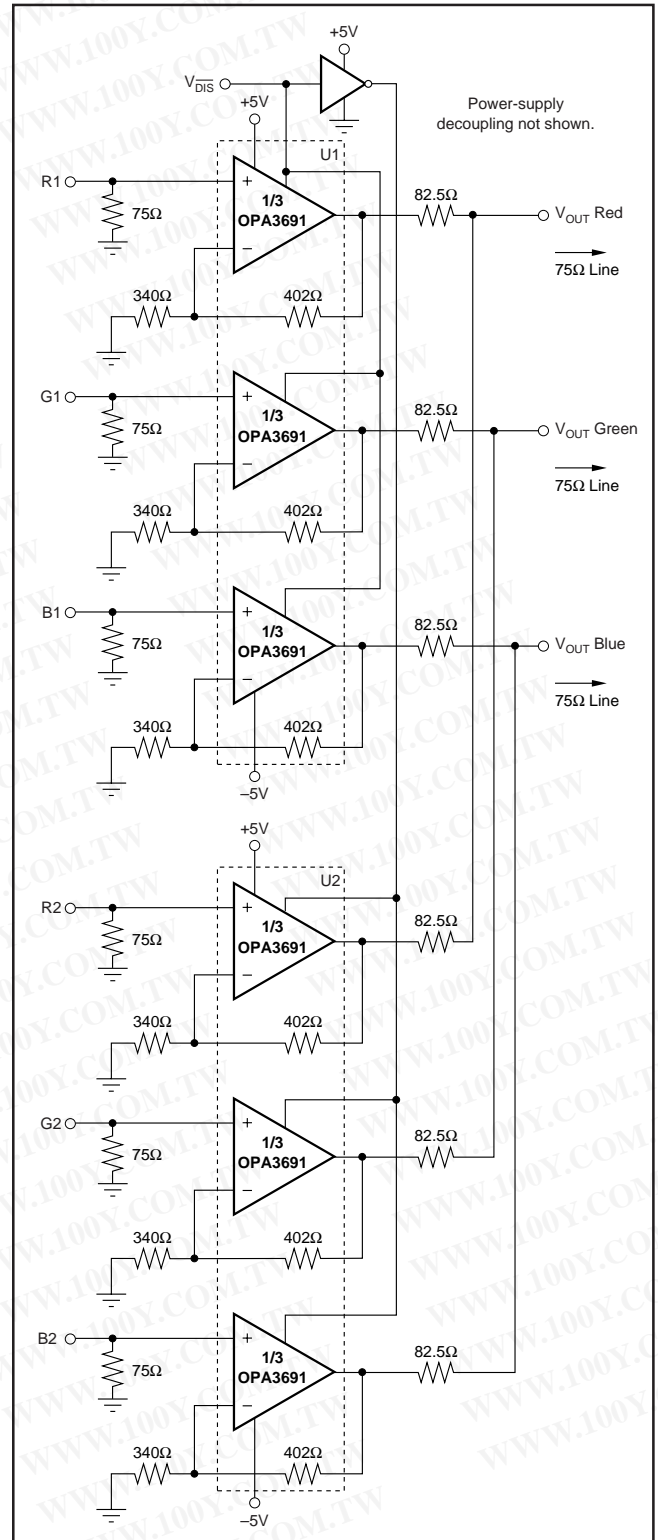 +5V
V_DIS
+5V
Power-supply
decoupling not shown.
U1
R1
+
1/3
OPA3691
−
75Ω
82.5Ω
V_OUT Red
75Ω Line
340Ω
402Ω
G1
+
1/3
OPA3691
−
75Ω
82.5Ω
V_OUT Green
75Ω Line
340Ω
402Ω
B1
+
1/3
OPA3691
−
75Ω
82.5Ω
V_OUT Blue
75Ω Line
340Ω
402Ω
−5V
+5V
U2
R2
+
1/3
OPA3691
−
75Ω
82.5Ω
340Ω
402Ω
G2
+
1/3
OPA3691
−
75Ω
82.5Ω
340Ω
402Ω
B2
+
1/3
OPA3691
−
75Ω
82.5Ω
340Ω
402Ω
−5V
WWW.100Y.COM.TW